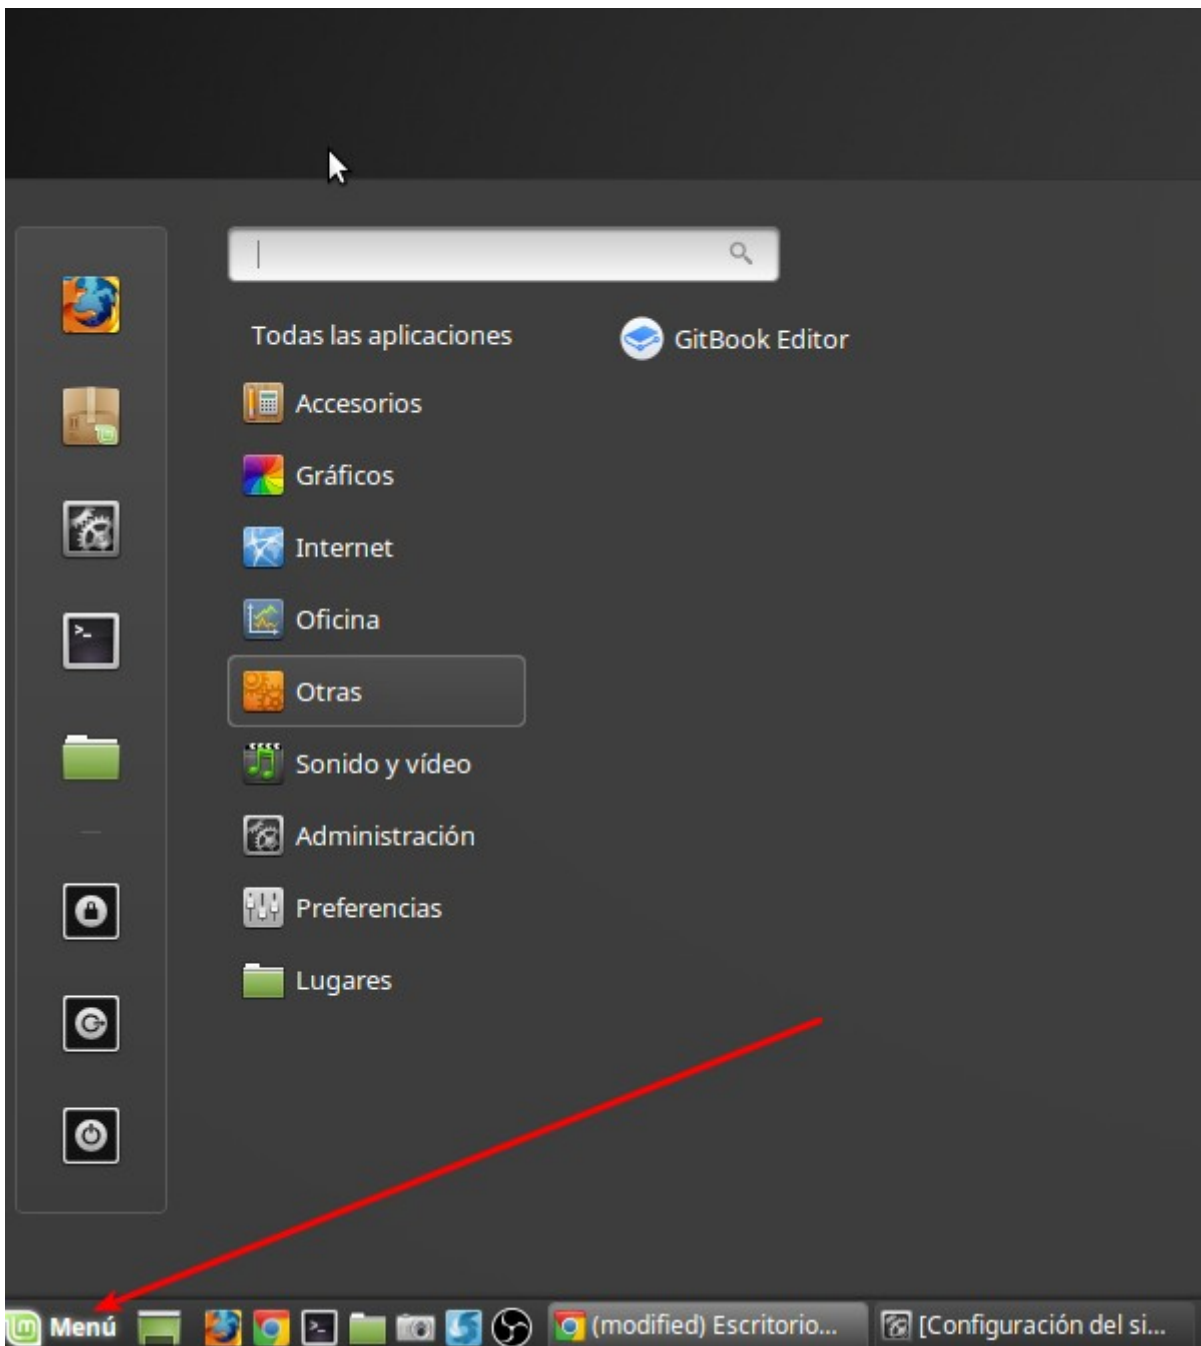 Todas las aplicaciones
GitBook Editor
Accesorios
Gráficos
Internet
Oficina
Otras
Sonido y vídeo
Administración
Preferencias
Lugares
Menú
(modified) Escritorio...
[Configuración del si...